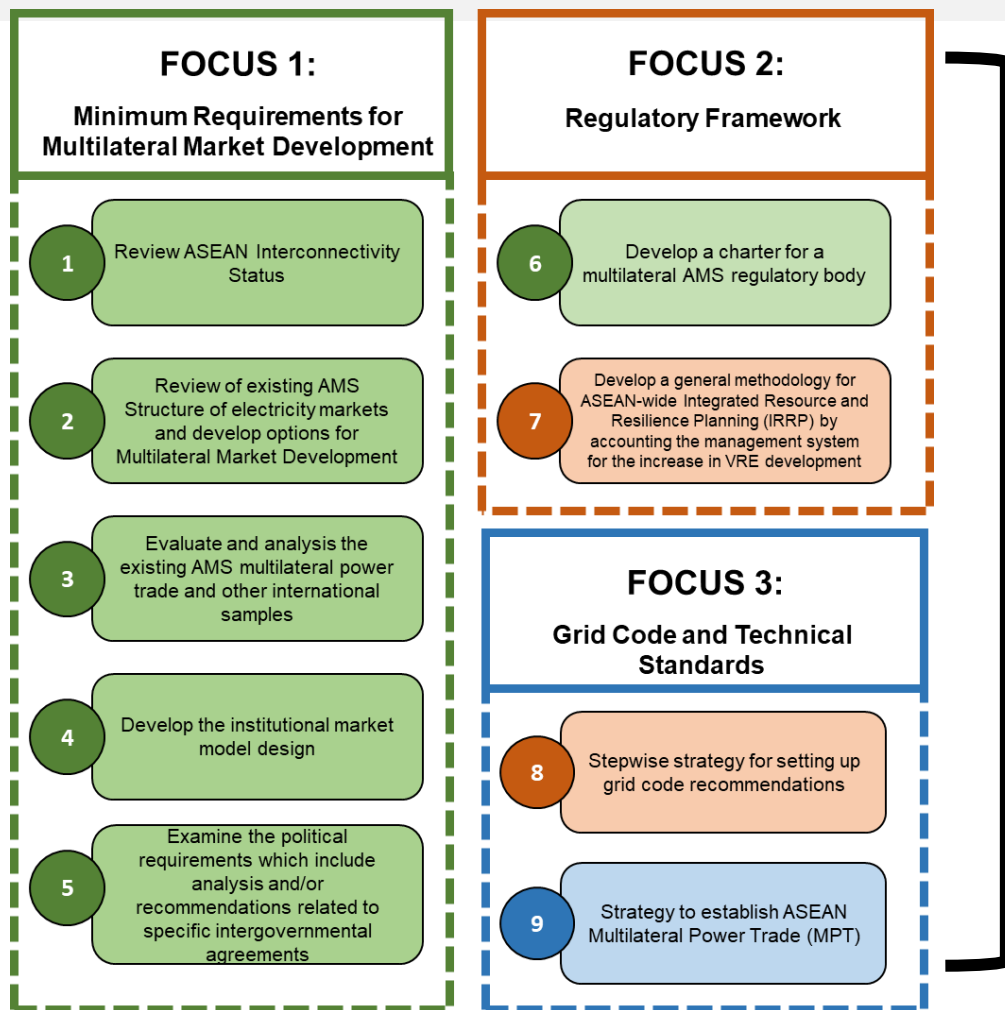 FOCUS 1:
Minimum Requirements for
Multilateral Market Development
1
Review ASEAN Interconnectivity
Status
2
Review of existing AMS
Structure of electricity markets
and develop options for
Multilateral Market Development
3
Evaluate and analysis the
existing AMS multilateral power
trade and other international
samples
4
Develop the institutional market
model design
5
Examine the political
requirements which include
analysis and/or
recommendations related to
specific intergovernmental
agreements
FOCUS 2:
Regulatory Framework
6
Develop a charter for a
multilateral AMS regulatory body
7
Develop a general methodology for
ASEAN-wide Integrated Resource and
Resilience Planning (IRRP) by
accounting the management system
for the increase in VRE development
FOCUS 3:
Grid Code and Technical
Standards
8
Stepwise strategy for setting up
grid code recommendations
9
Strategy to establish ASEAN
Multilateral Power Trade (MPT)